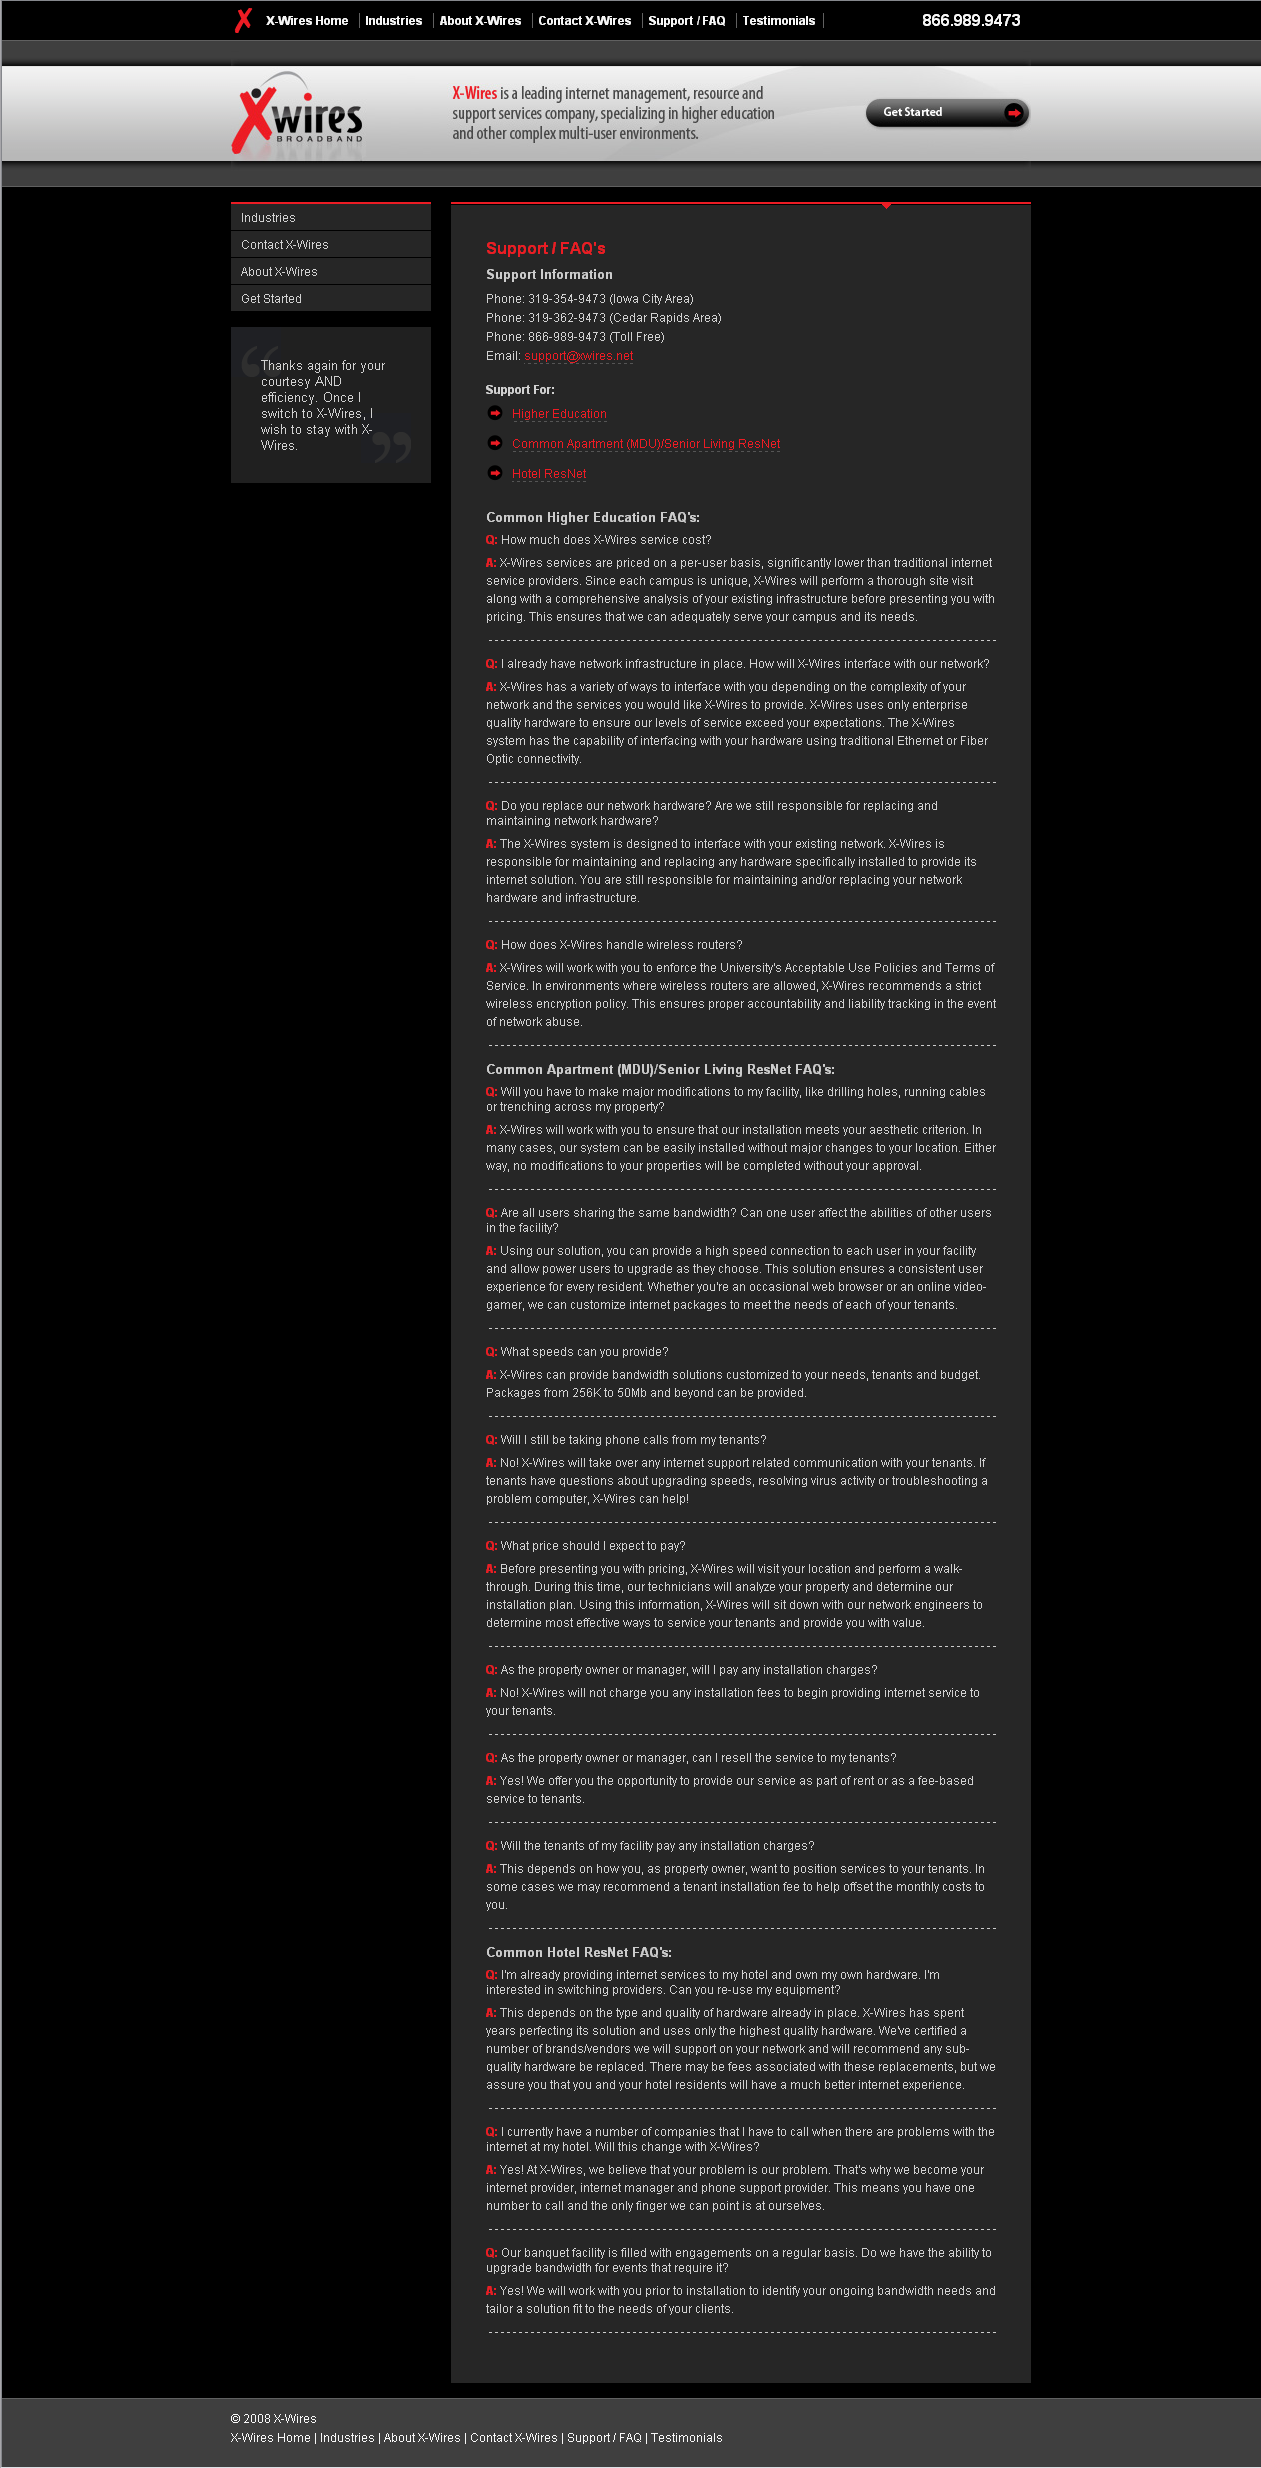 X-Wires Home | Industries | About X-Wires | Contact X-Wires | Support / FAQ | Testimonials |
866.989.9473
Xwires
BROADBAND
X-Wires is a leading internet management, resource and
support services company, specializing in higher education
and other complex multi-user environments.
Get Started
Industries
Contact X-Wires
About X-Wires
Get Started
“
Thanks again for your
courtesy AND
efficiency. Once I
switch to X-Wires, I
wish to stay with X-
Wires.
”
Support / FAQ's
Support Information
Phone: 319-354-9473 (Iowa City Area)
Phone: 319-362-9473 (Cedar Rapids Area)
Phone: 866-989-9473 (Toll Free)
Email: support@xwires.net
Support For:
Higher Education
Common Apartment (MDU)/Senior Living ResNet
Hotel ResNet
Common Higher Education FAQ's:
Q: How much does X-Wires service cost?
A: X-Wires services are priced on a per-user basis, significantly lower than traditional internet
service providers. Since each campus is unique, X-Wires will perform a thorough site visit
along with a comprehensive analysis of your existing infrastructure before presenting you with
pricing. This ensures that we can adequately serve your campus and its needs.
Q: I already have network infrastructure in place. How will X-Wires interface with our network?
A: X-Wires has a variety of ways to interface with you depending on the complexity of your
network and the services you would like X-Wires to provide. X-Wires uses only enterprise
quality hardware to ensure our levels of service exceed your expectations. The X-Wires
system has the capability of interfacing with your hardware using traditional Ethernet or Fiber
Optic connectivity.
Q: Do you replace our network hardware? Are we still responsible for replacing and
maintaining network hardware?
A: The X-Wires system is designed to interface with your existing network. X-Wires is
responsible for maintaining and replacing any hardware specifically installed to provide its
internet solution. You are still responsible for maintaining and/or replacing your network
hardware and infrastructure.
Q: How does X-Wires handle wireless routers?
A: X-Wires will work with you to enforce the University's Acceptable Use Policies and Terms of
Service. In environments where wireless routers are allowed, X-Wires recommends a strict
wireless encryption policy. This ensures proper accountability and liability tracking in the event
of network abuse.
Common Apartment (MDU)/Senior Living ResNet FAQ's:
Q: Will you have to make major modifications to my facility, like drilling holes, running cables
or trenching across my property?
A: X-Wires will work with you to ensure that our installation meets your aesthetic criterion. In
many cases, our system can be easily installed without major changes to your location. Either
way, no modifications to your properties will be completed without your approval.
Q: Are all users sharing the same bandwidth? Can one user affect the abilities of other users
in the facility?
A: Using our solution, you can provide a high speed connection to each user in your facility
and allow power users to upgrade as they choose. This solution ensures a consistent user
experience for every resident. Whether you're an occasional web browser or an online video-
gamer, we can customize internet packages to meet the needs of each of your tenants.
Q: What speeds can you provide?
A: X-Wires can provide bandwidth solutions customized to your needs, tenants and budget.
Packages from 256K to 50Mb and beyond can be provided.
Q: Will I still be taking phone calls from my tenants?
A: No! X-Wires will take over any internet support related communication with your tenants. If
tenants have questions about upgrading speeds, resolving virus activity or troubleshooting a
problem computer, X-Wires can help!
Q: What price should I expect to pay?
A: Before presenting you with pricing, X-Wires will visit your location and perform a walk-
through. During this time, our technicians will analyze your property and determine our
installation plan. Using this information, X-Wires will sit down with our network engineers to
determine most effective ways to service your tenants and provide you with value.
Q: As the property owner or manager, will I pay any installation charges?
A: No! X-Wires will not charge you any installation fees to begin providing internet service to
your tenants.
Q: As the property owner or manager, can I resell the service to my tenants?
A: Yes! We offer you the opportunity to provide our service as part of rent or as a fee-based
service to tenants.
Q: Will the tenants of my facility pay any installation charges?
A: This depends on how you, as property owner, want to position services to your tenants. In
some cases we may recommend a tenant installation fee to help offset the monthly costs to
you.
Common Hotel ResNet FAQ's:
Q: I'm already providing internet services to my hotel and own my own hardware. I'm
interested in switching providers. Can you re-use my equipment?
A: This depends on the type and quality of hardware already in place. X-Wires has spent
years perfecting its solution and uses only the highest quality hardware. We've certified a
number of brands/vendors we will support on your network and will recommend any sub-
quality hardware be replaced. There may be fees associated with these replacements, but we
assure you that you and your hotel residents will have a much better internet experience.
Q: I currently have a number of companies that I have to call when there are problems with the
internet at my hotel. Will this change with X-Wires?
A: Yes! At X-Wires, we believe that your problem is our problem. That's why we become your
internet provider, internet manager and phone support provider. This means you have one
number to call and the only finger we can point is at ourselves.
Q: Our banquet facility is filled with engagements on a regular basis. Do we have the ability to
upgrade bandwidth for events that require it?
A: Yes! We will work with you prior to installation to identify your ongoing bandwidth needs and
tailor a solution fit to the needs of your clients.
© 2008 X-Wires
X-Wires Home | Industries | About X-Wires | Contact X-Wires | Support / FAQ | Testimonials